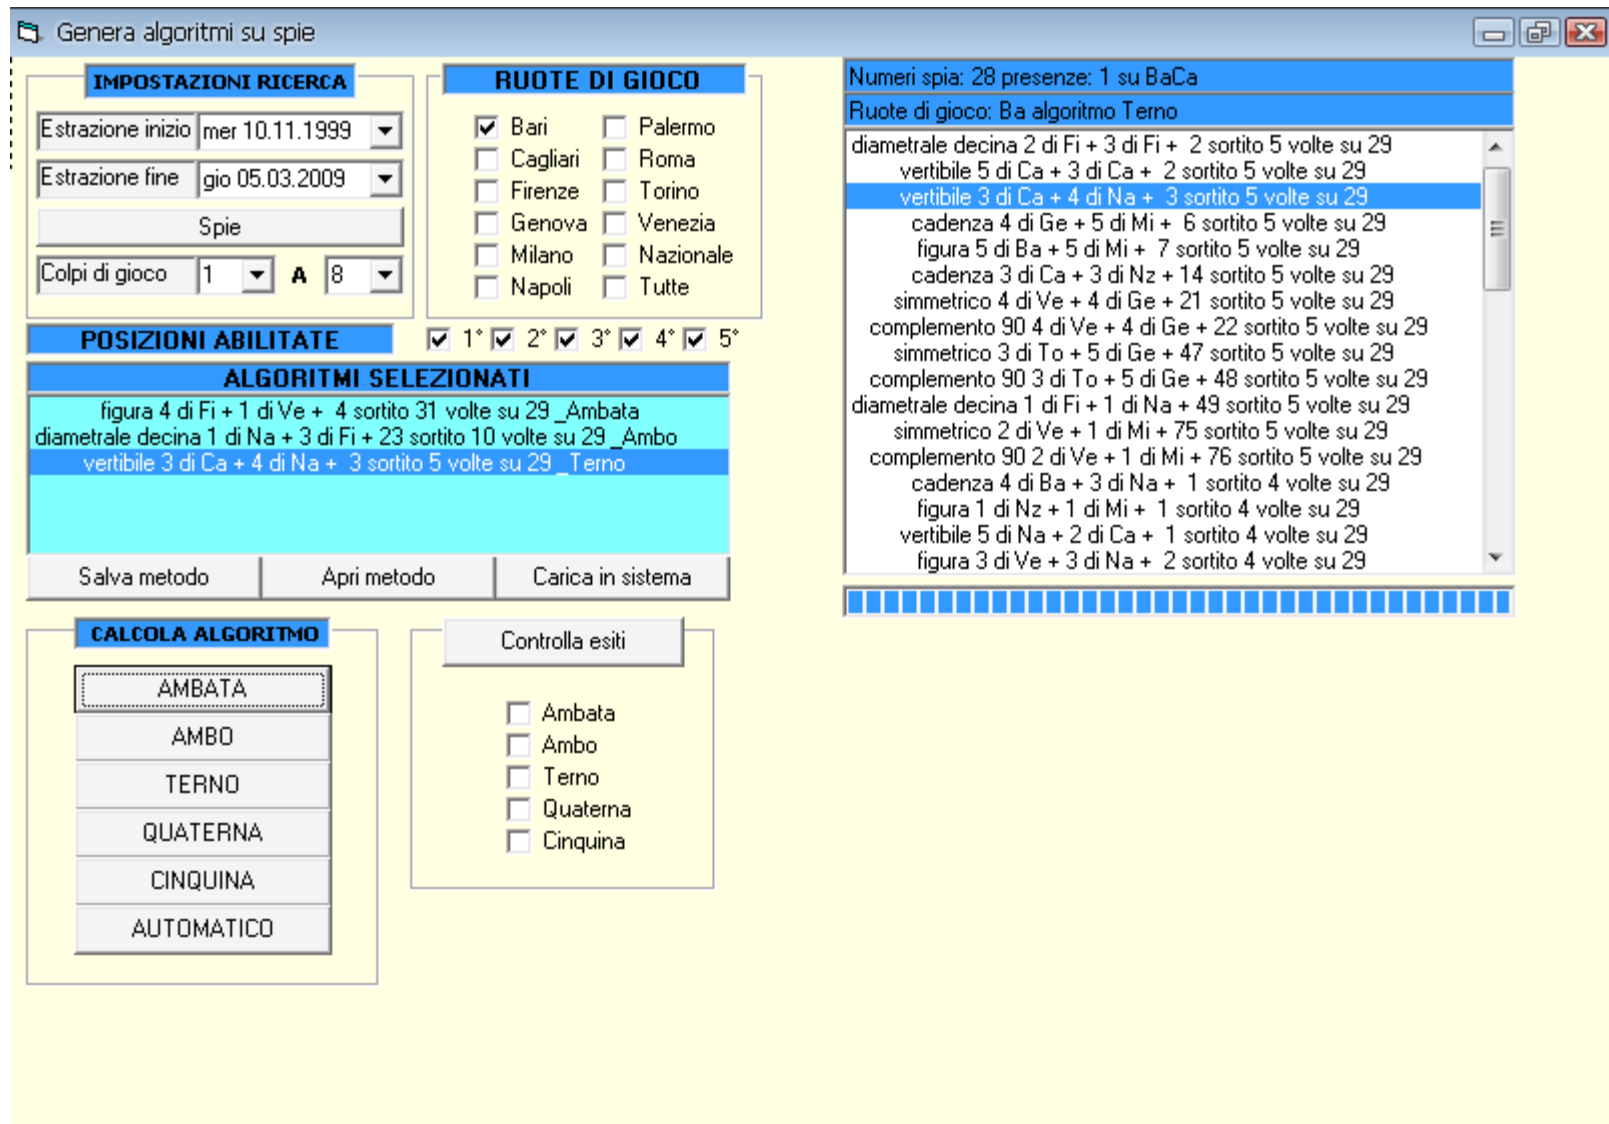 Genera algoritmi su spie
IMPOSTAZIONI RICERCA
Estrazione inizio mer 10.11.1999
Estrazione fine gio 05.03.2009
Spie
Colpi di gioco 1 A 8
RUOTE DI GIOCO
Bari Palermo
Cagliari Roma
Firenze Torino
Genova Venezia
Milano Nazionale
Napoli Tutte
POSIZIONI ABILITATE 1° 2° 3° 4° 5°
ALGORITMI SELEZIONATI
figura 4 di Fi + 1 di Ve + 4 sortito 31 volte su 29 _Ambata
diametrale decina 1 di Na + 3 di Fi + 23 sortito 10 volte su 29 _Ambo
vertibile 3 di Ca + 4 di Na + 3 sortito 5 volte su 29 _Terno
Salva metodo Apri metodo Carica in sistema
CALCOLA ALGORITMO
AMBATA
AMBO
TERNO
QUATERNA
CINQUINA
AUTOMATICO
Controlla esiti
Ambata
Ambo
Terno
Quaterna
Cinquina
Numeri spia: 28 presenze: 1 su BaCa
Ruote di gioco: Ba algoritmo Terno
diametrale decina 2 di Fi + 3 di Fi + 2 sortito 5 volte su 29
vertibile 5 di Ca + 3 di Ca + 2 sortito 5 volte su 29
vertibile 3 di Ca + 4 di Na + 3 sortito 5 volte su 29
cadenza 4 di Ge + 5 di Mi + 6 sortito 5 volte su 29
figura 5 di Ba + 5 di Mi + 7 sortito 5 volte su 29
cadenza 3 di Ca + 3 di Nz + 14 sortito 5 volte su 29
simmetrico 4 di Ve + 4 di Ge + 21 sortito 5 volte su 29
complemento 90 4 di Ve + 4 di Ge + 22 sortito 5 volte su 29
simmetrico 3 di To + 5 di Ge + 47 sortito 5 volte su 29
complemento 90 3 di To + 5 di Ge + 48 sortito 5 volte su 29
diametrale decina 1 di Fi + 1 di Na + 49 sortito 5 volte su 29
simmetrico 2 di Ve + 1 di Mi + 75 sortito 5 volte su 29
complemento 90 2 di Ve + 1 di Mi + 76 sortito 5 volte su 29
cadenza 4 di Ba + 3 di Na + 1 sortito 4 volte su 29
figura 1 di Nz + 1 di Mi + 1 sortito 4 volte su 29
vertibile 5 di Na + 2 di Ca + 1 sortito 4 volte su 29
figura 3 di Ve + 3 di Na + 2 sortito 4 volte su 29